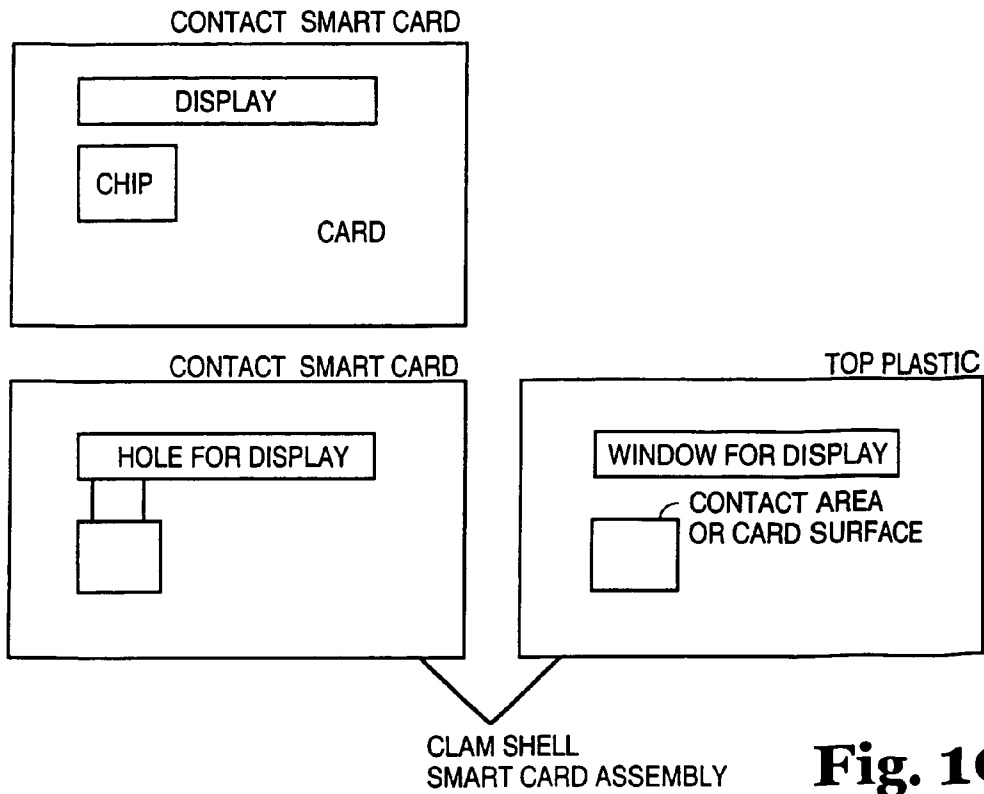 CONTACT SMART CARD
DISPLAY
CHIP
CARD
CONTACT SMART CARD
HOLE FOR DISPLAY
TOP PLASTIC
WINDOW FOR DISPLAY
CONTACT AREA
OR CARD SURFACE
CLAM SHELL
SMART CARD ASSEMBLY
Fig.